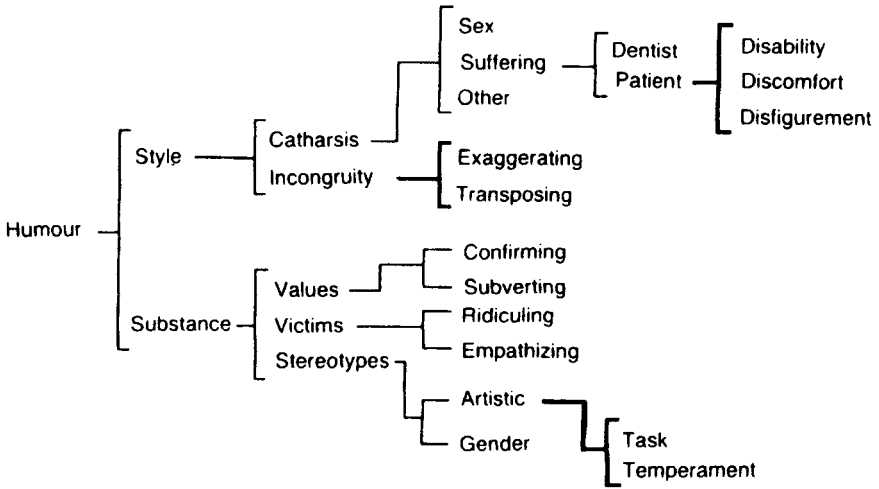 Sex
Suffering
Other
Dentist
Patient
Disability
Discomfort
Disfigurement
Style
Catharsis
Incongruity
Exaggerating
Transposing
Humour
Substance
Values
Victims
Stereotypes
Confirming
Subverting
Ridiculing
Empathizing
Artistic
Gender
Task
Temperament